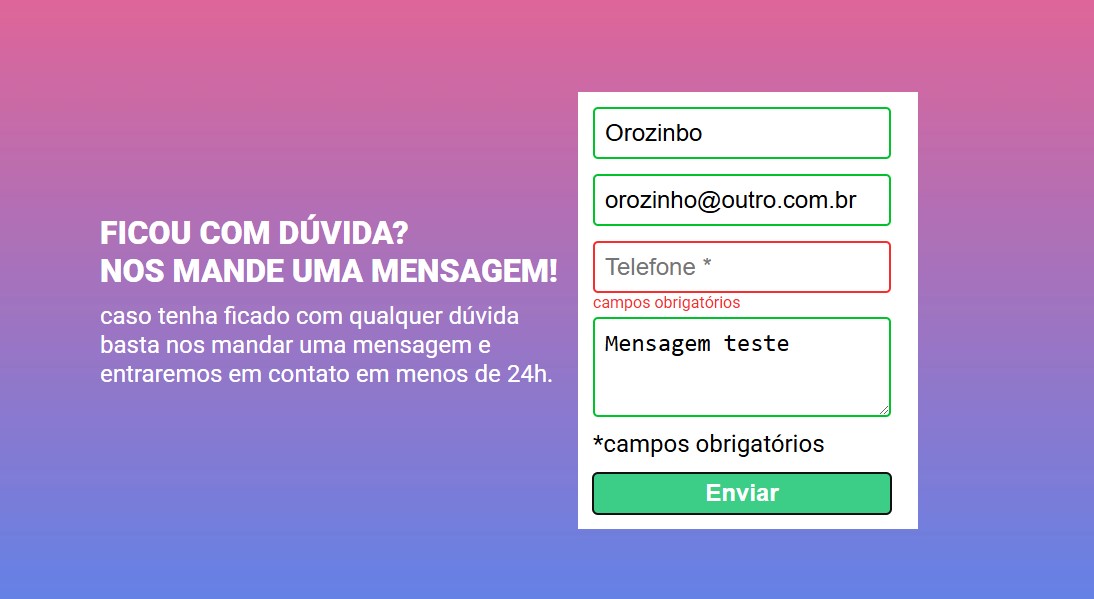 FICOU COM DÚVIDA?
NOS MANDE UMA MENSAGEM!
caso tenha ficado com qualquer dúvida
basta nos mandar uma mensagem e
entraremos em contato em menos de 24h.
Orozinbo
orozinho@outro.com.br
Telefone *
campos obrigatórios
Mensagem teste
*campos obrigatórios
Enviar